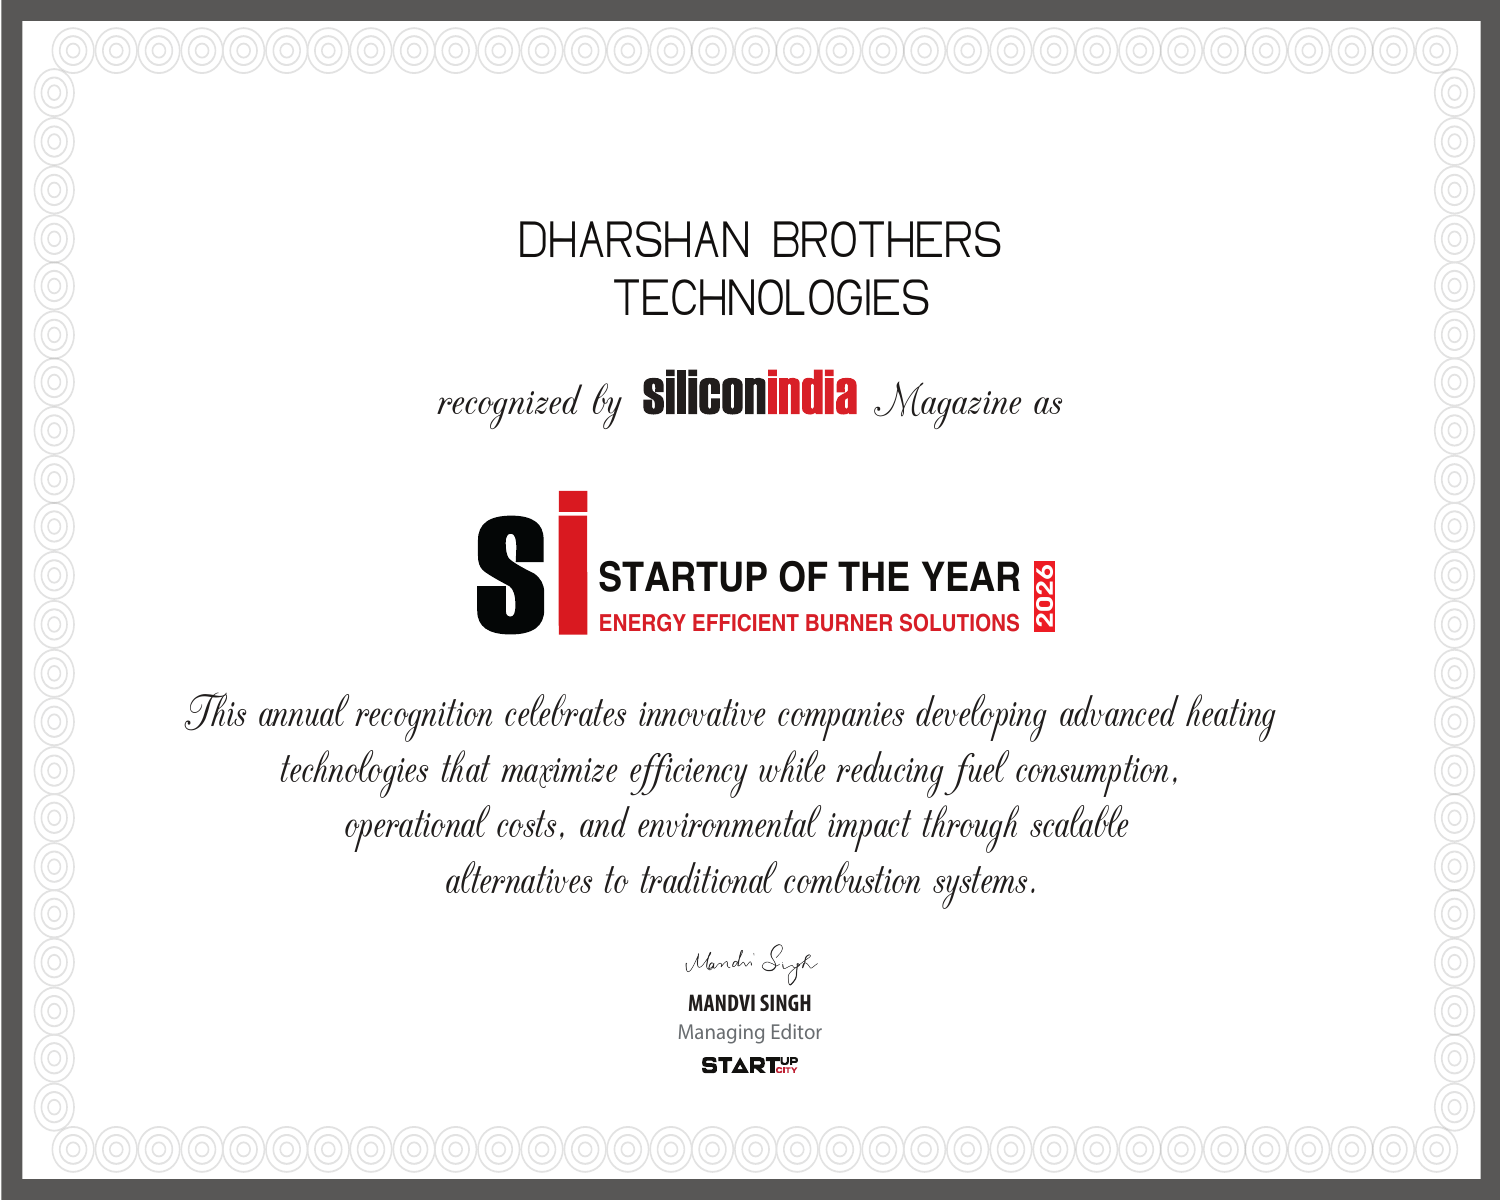 DHARSHAN BROTHERS
TECHNOLOGIES
recognized by siliconindia Magazine as
si
STARTUP OF THE YEAR 2026
ENERGY EFFICIENT BURNER SOLUTIONS
This annual recognition celebrates innovative companies developing advanced heating
technologies that maximize efficiency while reducing fuel consumption,
operational costs, and environmental impact through scalable
alternatives to traditional combustion systems.
Mandvi Singh
MANDVI SINGH
Managing Editor
STARTUP CITY